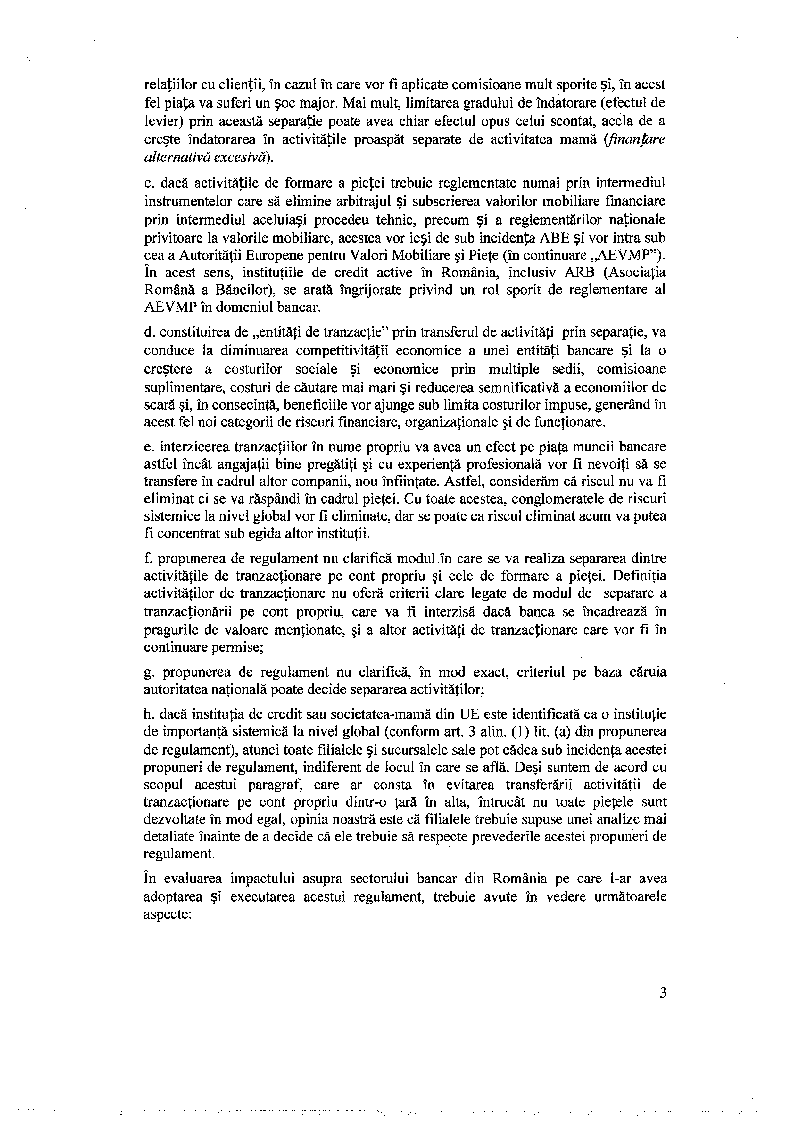 relațiilor cu clienții, în cazul în care vor fi aplicate comisioane mult sporite și, în acest
fel piața va suferi un șoc major. Mai mult, limitarea gradului de îndatorare (efectul de
levier) prin această separație poate avea chiar efectul opus celui scontat, acela de a
crește îndatorarea în activitățile proaspăt separate de activitatea mamă (finanțare
alternativă excesivă).
c. dacă activitățile de formare a pieței trebuie reglementate numai prin intermediul
instrumentelor care să elimine arbitrajul și subscrierea valorilor mobiliare financiare
prin intermediul aceluiași procedeu tehnic, precum și a reglementărilor naționale
privitoare la valorile mobiliare, acestea vor ieși de sub incidența ABE și vor intra sub
cea a Autorității Europene pentru Valori Mobiliare și Piețe (în continuare „AEVMP”).
În acest sens, instituțiile de credit active în România, inclusiv ARB (Asociația
Română a Băncilor), se arată îngrijorate privind un rol sporit de reglementare al
AEVMP în domeniul bancar.
d. constituirea de „entități de tranzacție” prin transferul de activități prin separație, va
conduce la diminuarea competitivității economice a unei entități bancare și la o
creștere a costurilor sociale și economice prin multiple sedii, comisioane
suplimentare, costuri de căutare mai mari și reducerea semnificativă a economiilor de
scară și, în consecință, beneficiile vor ajunge sub limita costurilor impuse, generând în
acest fel noi categorii de riscuri financiare, organizaționale și de funcționare.
e. interzicerea tranzacțiilor în nume propriu va avea un efect pe piața muncii bancare
astfel încât angajații bine pregătiți și cu experiență profesională vor fi nevoiți să se
transfere în cadrul altor companii, nou înființate. Astfel, considerăm că riscul nu va fi
eliminat ci se va răspândi în cadrul pieței. Cu toate acestea, conglomeratele de riscuri
sistemice la nivel global vor fi eliminate, dar se poate ca riscul eliminat acum va putea
fi concentrat sub egida altor instituții.
f. propunerea de regulament nu clarifică modul în care se va realiza separarea dintre
activitățile de tranzacționare pe cont propriu și cele de formare a pieței. Definiția
activităților de tranzacționare nu oferă criterii clare legate de modul de separare a
tranzacționării pe cont propriu, care va fi interzisă dacă banca se încadrează în
pragurile de valoare menționate, și a altor activități de tranzacționare care vor fi în
continuare permise;
g. propunerea de regulament nu clarifică, în mod exact, criteriul pe baza căruia
autoritatea națională poate decide separarea activităților;
h. dacă instituția de credit sau societatea-mamă din UE este identificată ca o instituție
de importanță sistemică la nivel global (conform art. 3 alin. (1) lit. (a) din propunerea
de regulament), atunci toate filialele și sucursalele sale pot cădea sub incidența acestei
propuneri de regulament, indiferent de locul în care se află. Deși suntem de acord cu
scopul acestui paragraf, care ar consta în evitarea transferării activității de
tranzacționare pe cont propriu dintr-o țară în alta, întrucât nu toate piețele sunt
dezvoltate în mod egal, opinia noastră este că filialele trebuie supuse unei analize mai
detaliate înainte de a decide că ele trebuie să respecte prevederile acestei propuneri de
regulament.
În evaluarea impactului asupra sectorului bancar din România pe care l-ar avea
adoptarea și executarea acestui regulament, trebuie avute în vedere următoarele
aspecte:
3